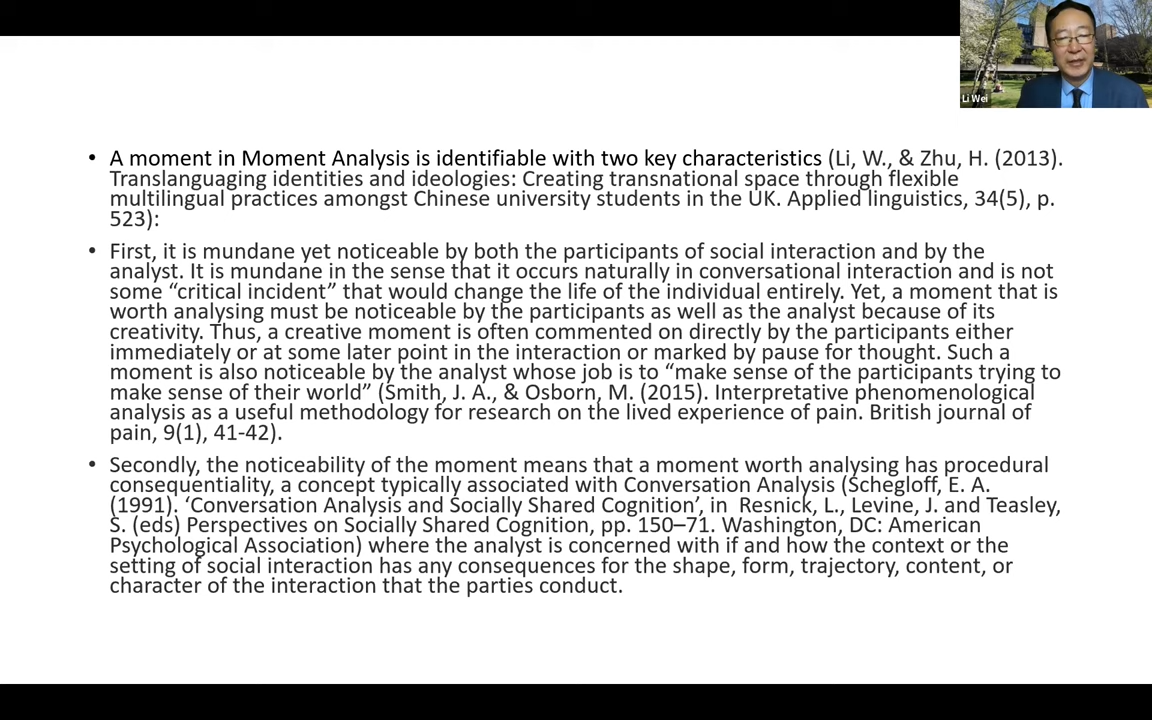 Li Wei
• A moment in Moment Analysis is identifiable with two key characteristics (Li, W., & Zhu, H. (2013).
Translanguaging identities and ideologies: Creating transnational space through flexible
multilingual practices amongst Chinese university students in the UK. Applied linguistics, 34(5), p.
523):
• First, it is mundane yet noticeable by both the participants of social interaction and by the
analyst. It is mundane in the sense that it occurs naturally in conversational interaction and is not
some “critical incident” that would change the life of the individual entirely. Yet, a moment that is
worth analysing must be noticeable by the participants as well as the analyst because of its
creativity. Thus, a creative moment is often commented on directly by the participants either
immediately or at some later point in the interaction or marked by pause for thought. Such a
moment is also noticeable by the analyst whose job is to “make sense of the participants trying to
make sense of their world” (Smith, J. A., & Osborn, M. (2015). Interpretative phenomenological
analysis as a useful methodology for research on the lived experience of pain. British journal of
pain, 9(1), 41-42).
• Secondly, the noticeability of the moment means that a moment worth analysing has procedural
consequentiality, a concept typically associated with Conversation Analysis (Schegloff, E. A.
(1991). ‘Conversation Analysis and Socially Shared Cognition’, in  Resnick, L., Levine, J. and Teasley,
S. (eds) Perspectives on Socially Shared Cognition, pp. 150–71. Washington, DC: American
Psychological Association) where the analyst is concerned with if and how the context or the
setting of social interaction has any consequences for the shape, form, trajectory, content, or
character of the interaction that the parties conduct.